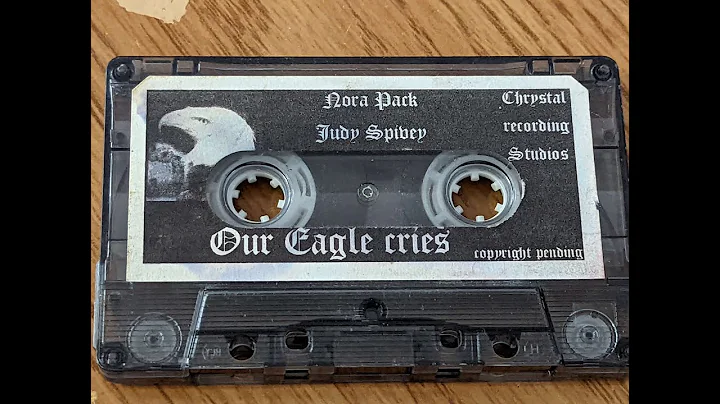 Nora Pack
Judy Spivey
Chrystal
recording
Studios
Our Eagle cries
copyright pending